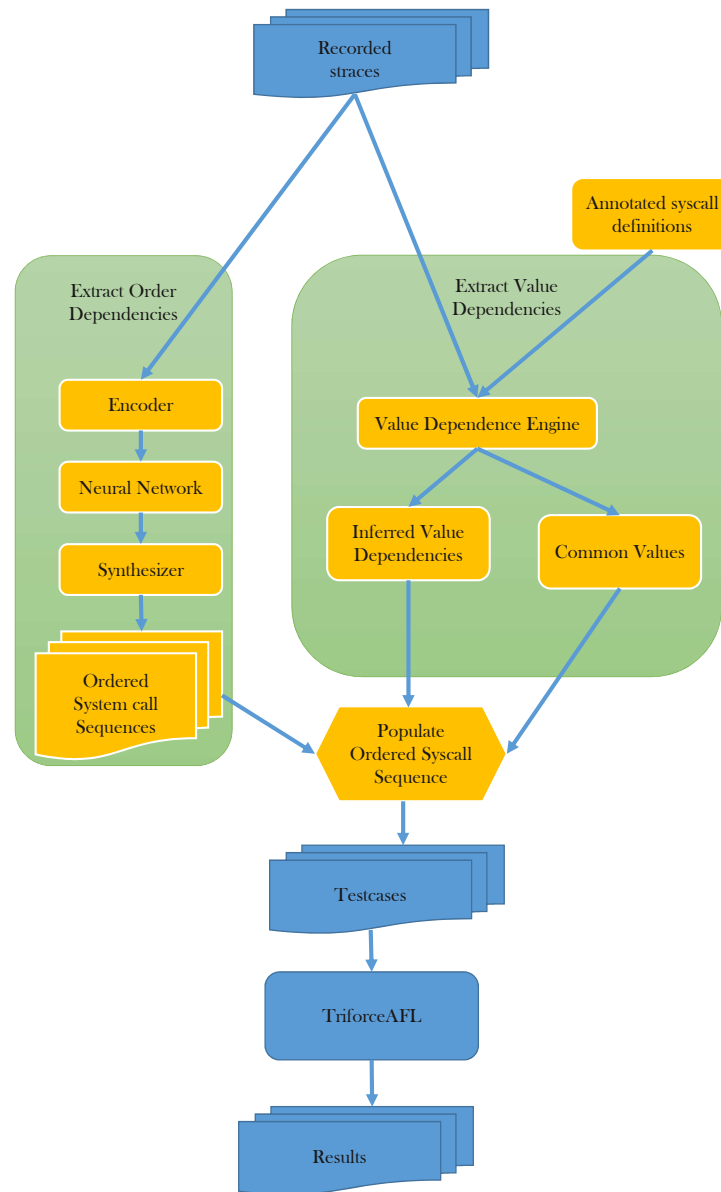 Recorded
straces
Annotated syscall
definitions
Extract Order
Dependencies
Extract Value
Dependencies
Encoder
Value Dependence Engine
Neural Network
Inferred Value
Dependencies
Common Values
Synthesizer
Ordered
System call
Sequences
Populate
Ordered Syscall
Sequence
Testcases
TriforceAFL
Results